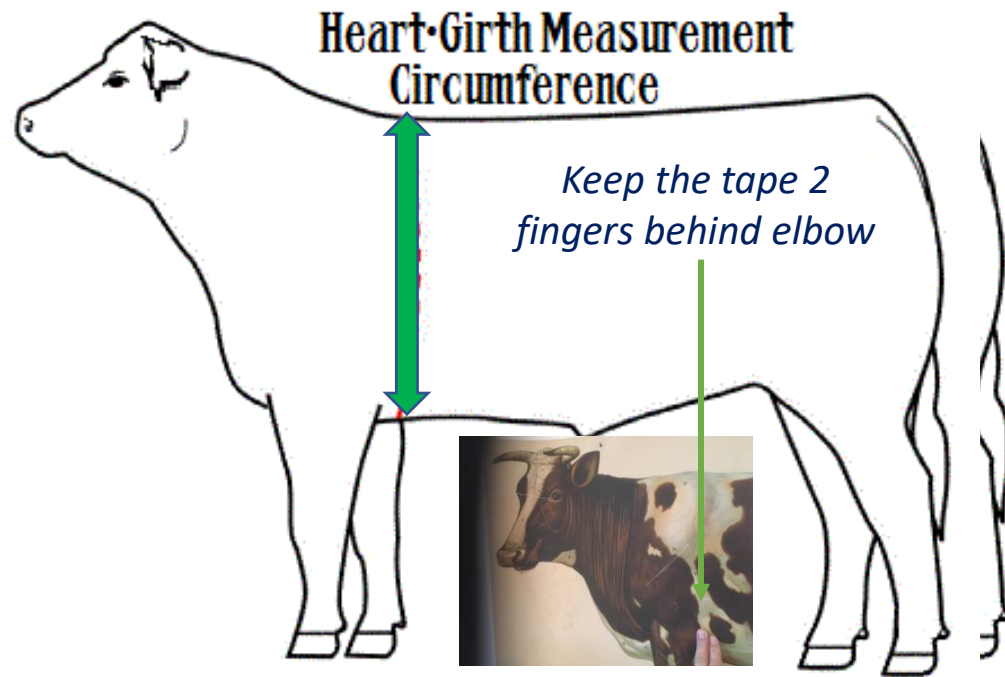 Heart·Girth Measurement
Circumference
Keep the tape 2
fingers behind elbow